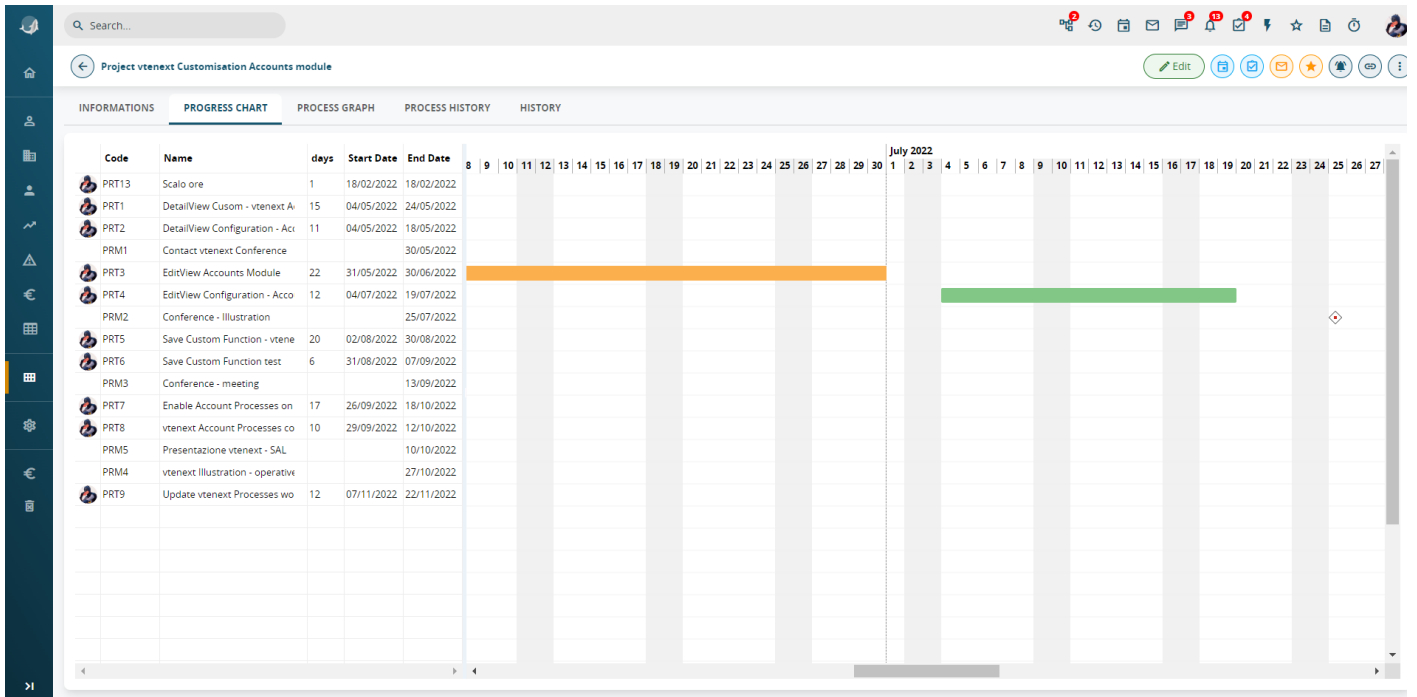 Search...
2
3
13
4
Project vtenext Customisation Accounts module
Edit
INFORMATIONS PROGRESS CHART PROCESS GRAPH PROCESS HISTORY HISTORY
July 2022
Code Name days Start Date End Date
8 9 10 11 12 13 14 15 16 17 18 19 20 21 22 23 24 25 26 27 28 29 30 1 2 3 4 5 6 7 8 9 10 11 12 13 14 15 16 17 18 19 20 21 22 23 24 25 26 27
PRT13 Scalo ore 1 18/02/2022 18/02/2022
PRT1 DetailView Cusom - vtenext A 15 04/05/2022 24/05/2022
PRT2 DetailView Configuration - Acc 11 04/05/2022 18/05/2022
PRM1 Contact vtenext Conference 30/05/2022
PRT3 EditView Accounts Module 22 31/05/2022 30/06/2022
PRT4 EditView Configuration - Acco 12 04/07/2022 19/07/2022
PRM2 Conference - Illustration 25/07/2022
PRT5 Save Custom Function - vtene 20 02/08/2022 30/08/2022
PRT6 Save Custom Function test 6 31/08/2022 07/09/2022
PRM3 Conference - meeting 13/09/2022
PRT7 Enable Account Processes on 17 26/09/2022 18/10/2022
PRT8 vtenext Account Processes co 10 29/09/2022 12/10/2022
PRM5 Presentazione vtenext - SAL 10/10/2022
PRM4 vtenext Illustration - operative 27/10/2022
PRT9 Update vtenext Processes wo 12 07/11/2022 22/11/2022